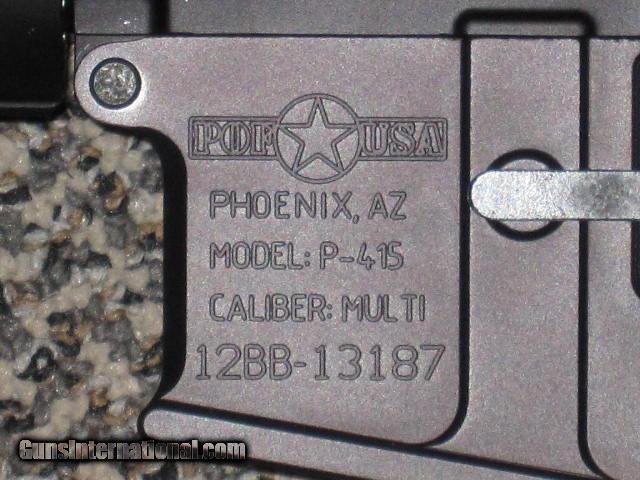 POF USA
PHOENIX, AZ
MODEL: P-415
CALIBER: MULTI
12BB-13187
GunsInternational.com